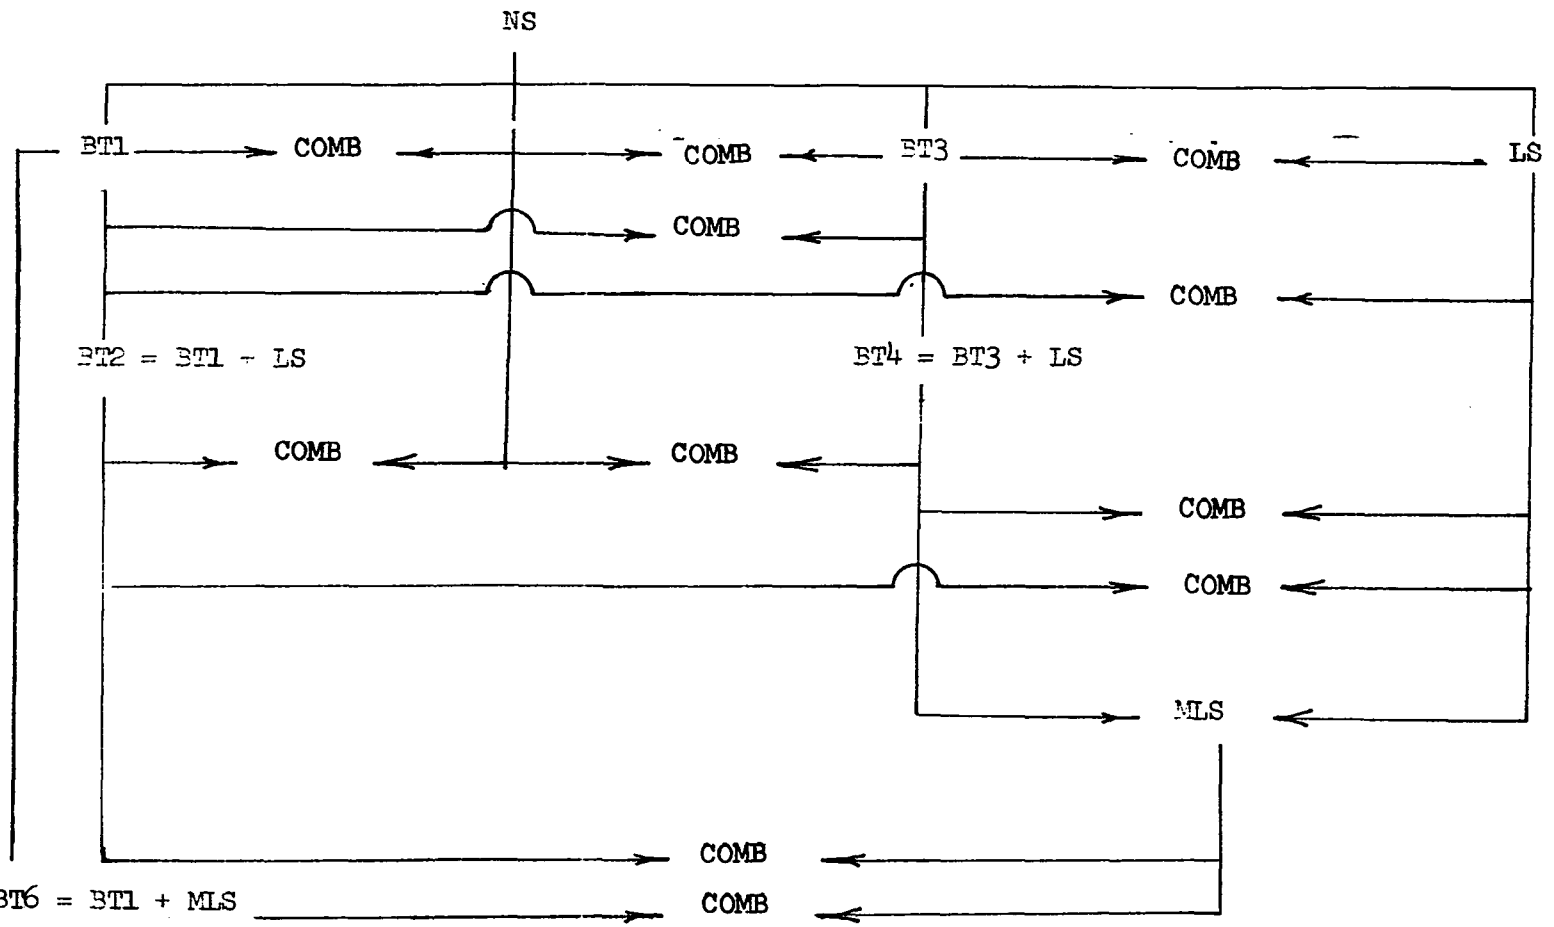 NS
BT1 COMB COMB BT3 COMB LS
COMB
COMB
BT2 = BT1 + LS BT4 = BT3 + LS
COMB COMB
COMB
COMB
MLS
COMB
BT6 = BT1 + MLS COMB